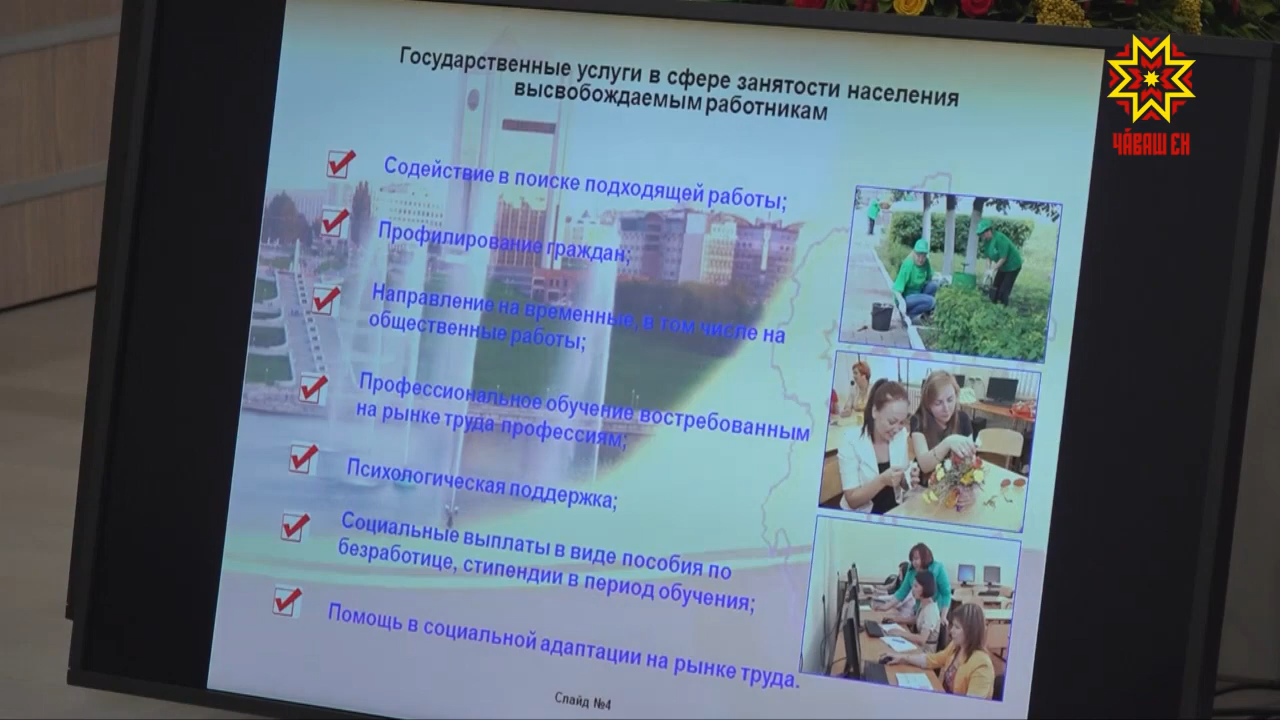 Государственные услуги в сфере занятости населения
высвобождаемым работникам
ЧӐВАШ ЕН
Содействие в поиске подходящей работы;
Профилирование граждан;
Направление на временные, в том числе на
общественные работы;
Профессиональное обучение востребованным
на рынке труда профессиям;
Психологическая поддержка;
Социальные выплаты в виде пособия по
безработице, стипендии в период обучения;
Помощь в социальной адаптации на рынке труда.
Слайд №4